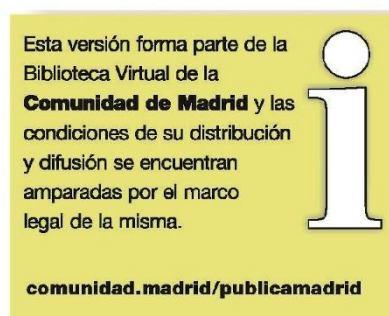 Esta versión forma parte de la
Biblioteca Virtual de la
Comunidad de Madrid y las
condiciones de su distribución
y difusión se encuentran
amparadas por el marco
legal de la misma.
i
comunidad.madrid/publicamadrid